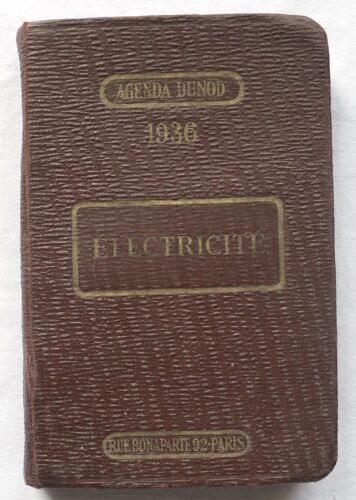 AGENDA DUNOD
1936
ÉLECTRICITÉ
RUE BONAPARTE 92-PARIS